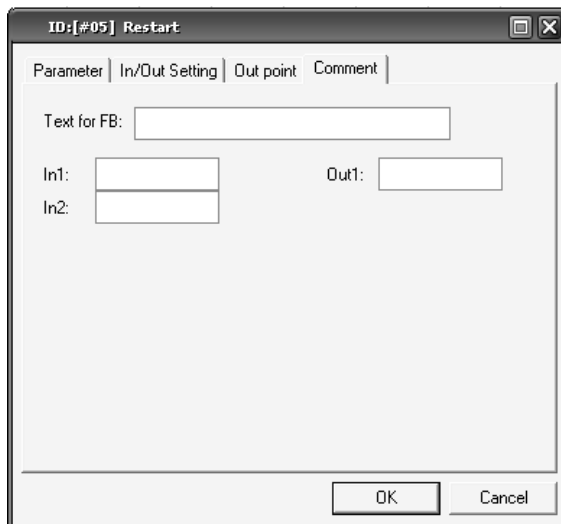 ID:[#05] Restart
Parameter In/Out Setting Out point Comment
Text for FB:
In1: Out1:
In2:
OK Cancel